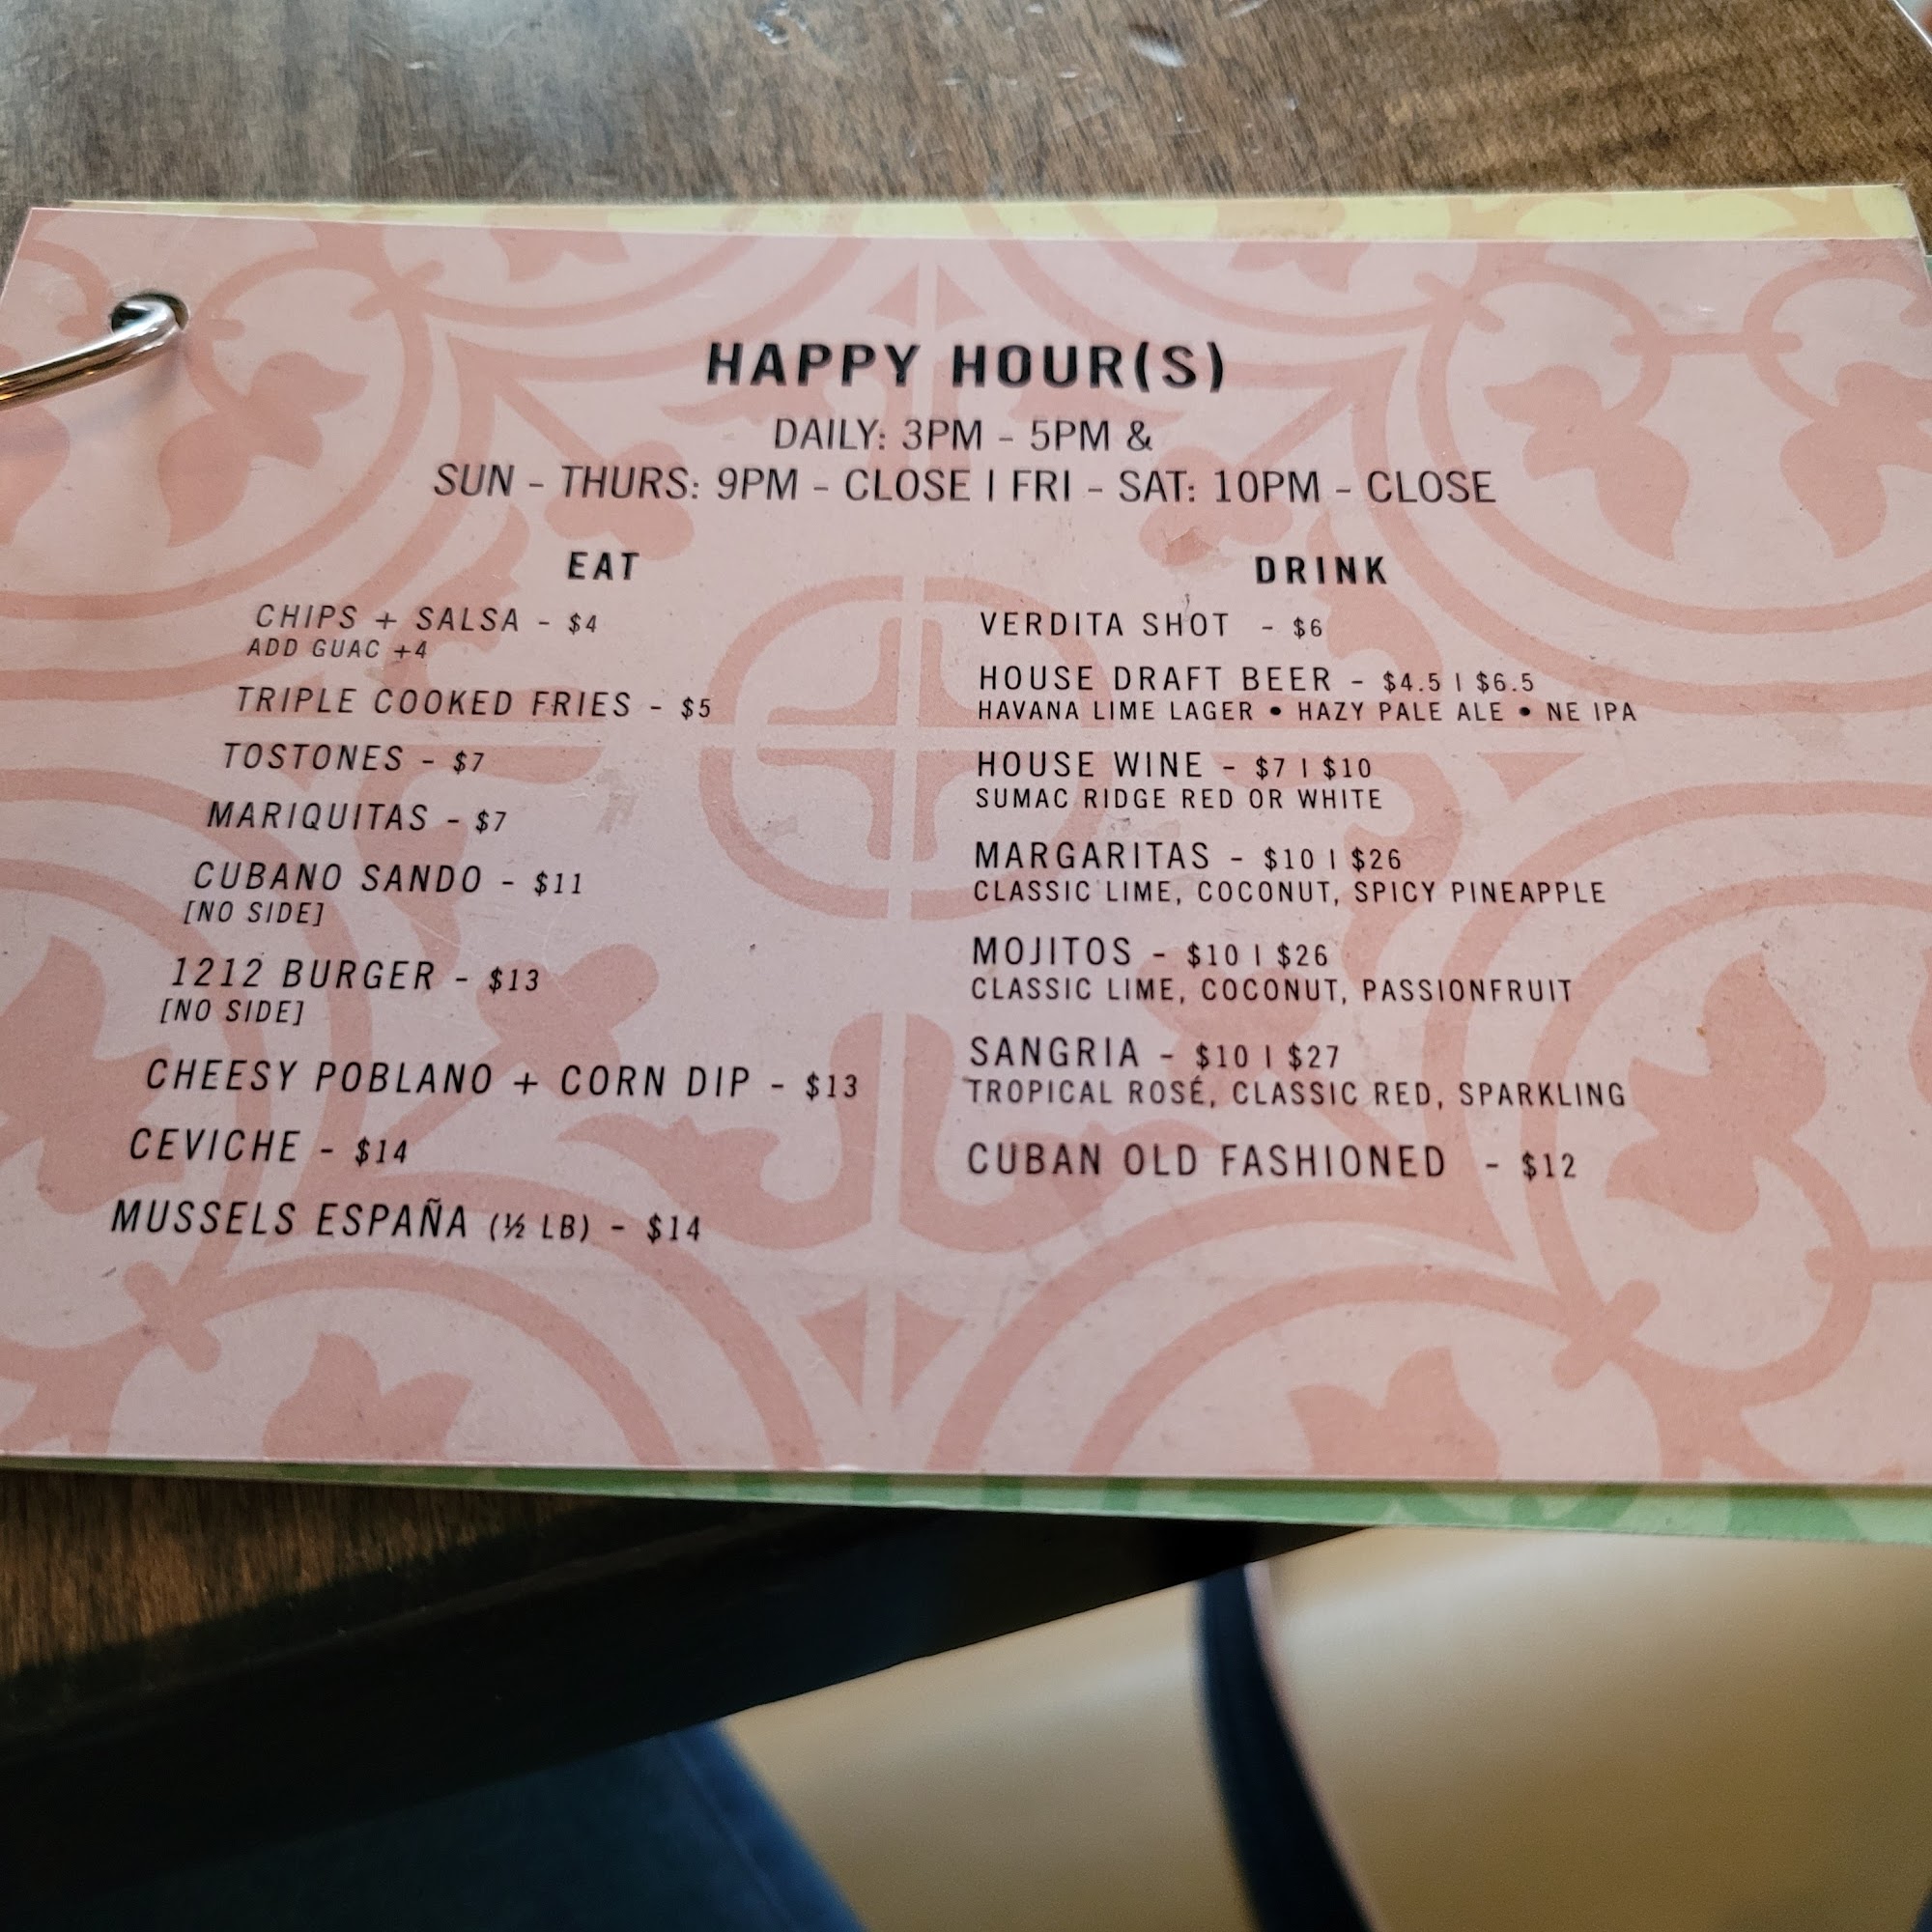 HAPPY HOUR(S)
DAILY: 3PM - 5PM &
SUN - THURS: 9PM - CLOSE | FRI - SAT: 10PM - CLOSE
EAT
CHIPS + SALSA - $4
ADD GUAC +4
TRIPLE COOKED FRIES - $5
TOSTONES - $7
MARIQUITAS - $7
CUBANO SANDO - $11
[NO SIDE]
1212 BURGER - $13
[NO SIDE]
CHEESY POBLANO + CORN DIP - $13
CEVICHE - $14
MUSSELS ESPAÑA (½ LB) - $14
DRINK
VERDITA SHOT - $6
HOUSE DRAFT BEER - $4.5 | $6.5
HAVANA LIME LAGER • HAZY PALE ALE • NE IPA
HOUSE WINE - $7 | $10
SUMAC RIDGE RED OR WHITE
MARGARITAS - $10 | $26
CLASSIC LIME, COCONUT, SPICY PINEAPPLE
MOJITOS - $10 | $26
CLASSIC LIME, COCONUT, PASSIONFRUIT
SANGRIA - $10 | $27
TROPICAL ROSÉ, CLASSIC RED, SPARKLING
CUBAN OLD FASHIONED - $12